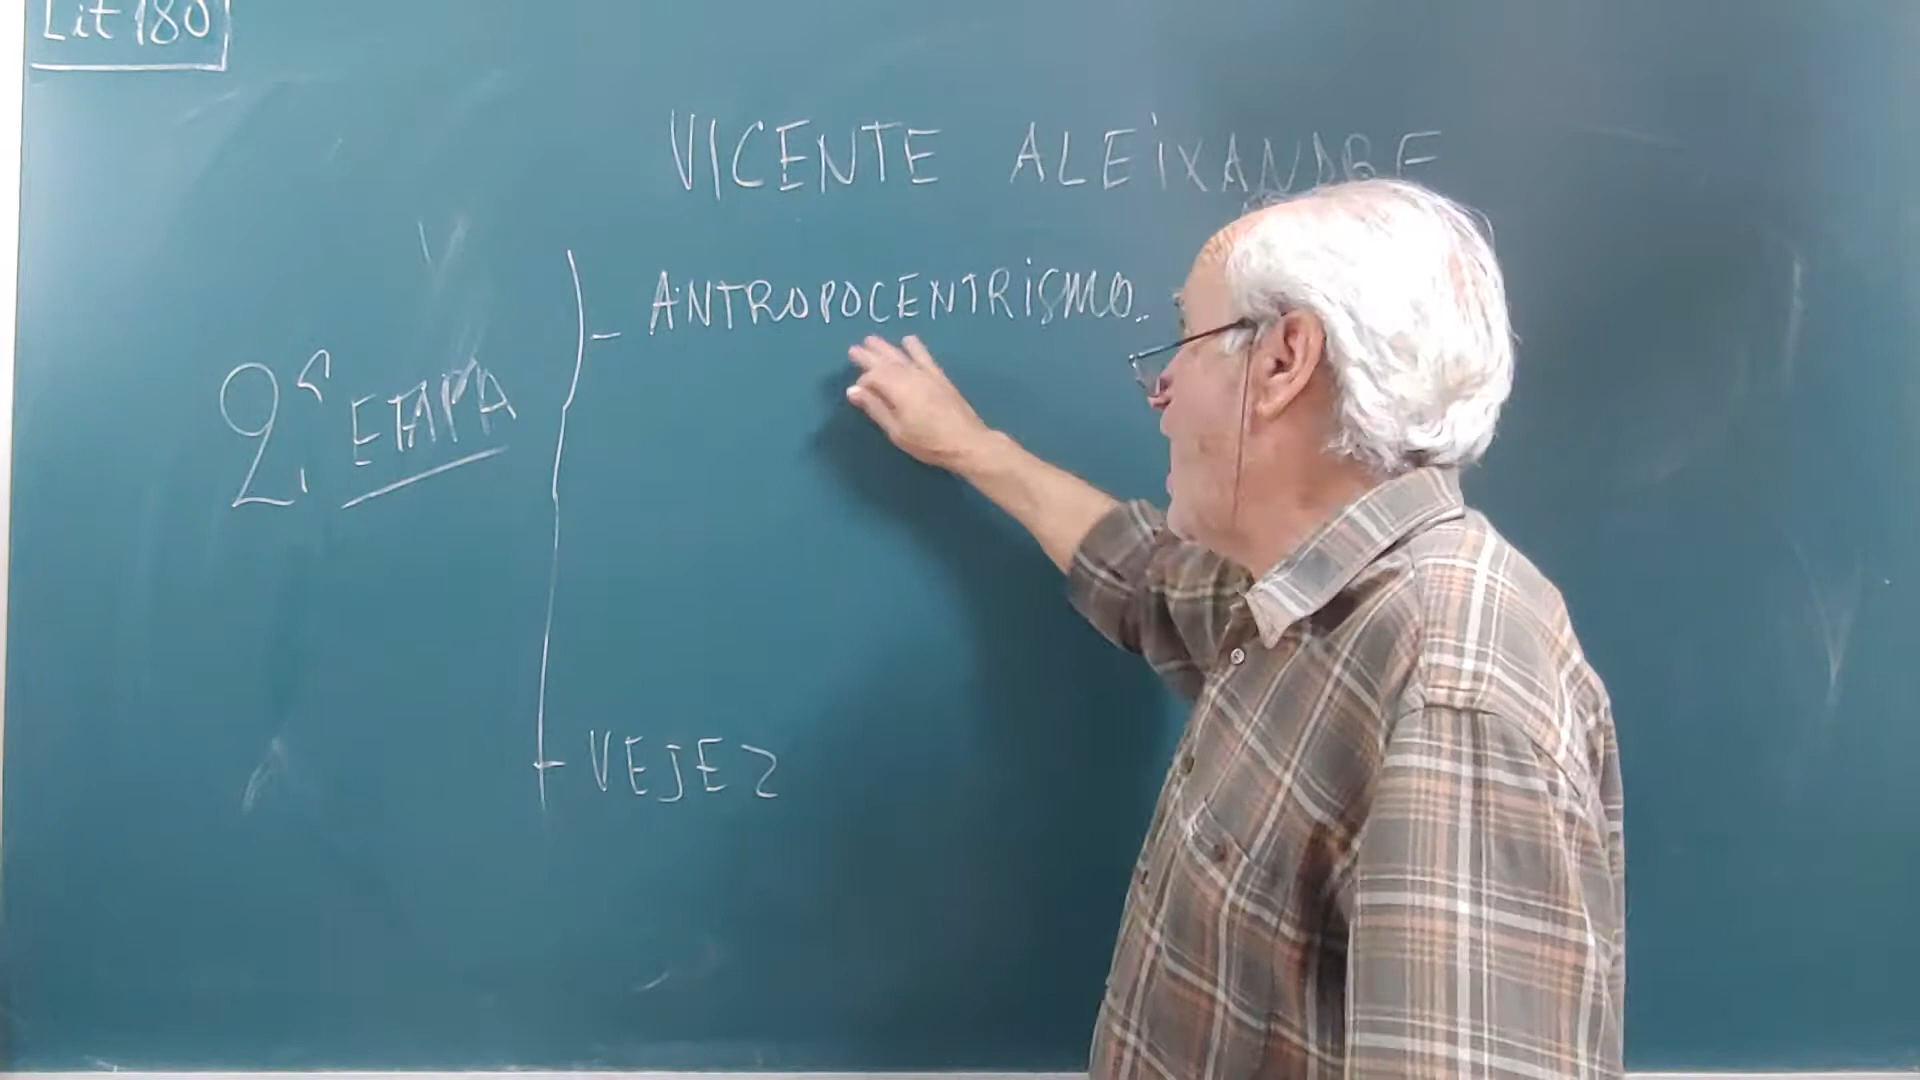 Lit 180
VICENTE ALEiXANDRE
ANTROPOCENTRiSMO..
2ª ETAPA
VEJEZ